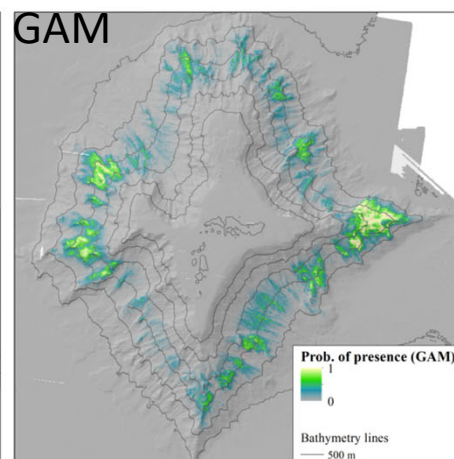 GAM
Prob. of presence (GAM)
1
0
Bathymetry lines
500 m